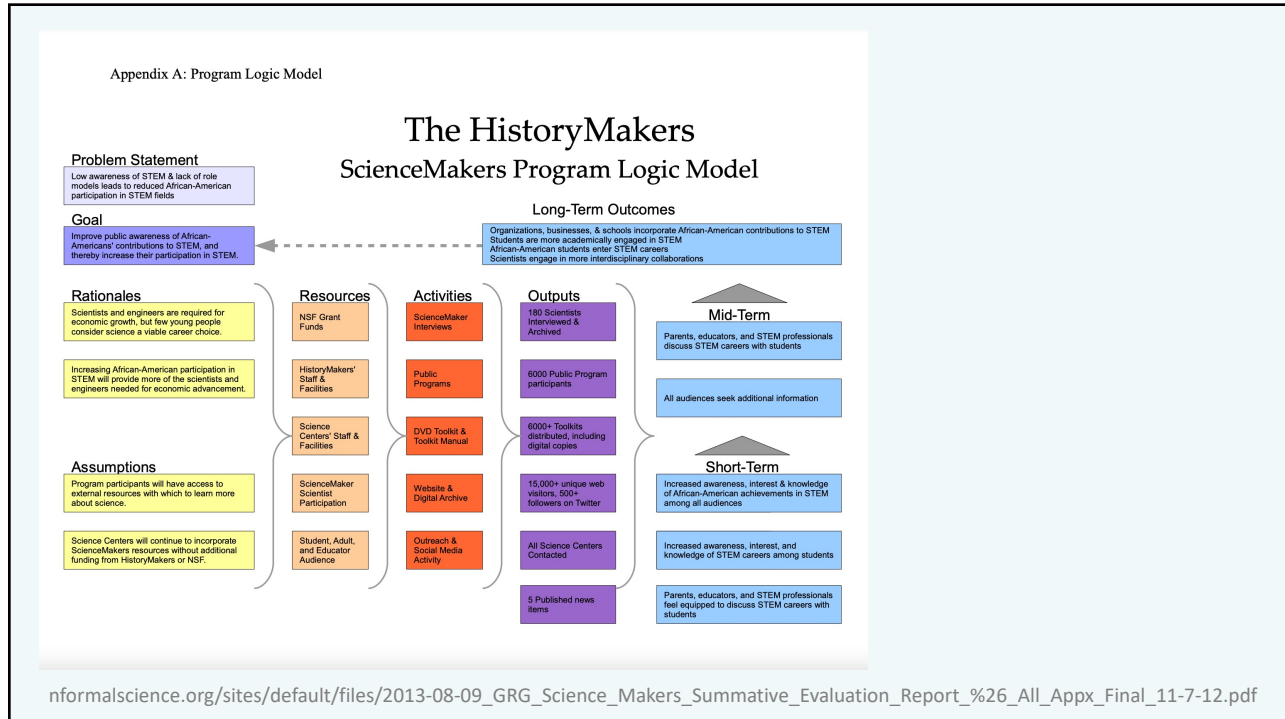 Appendix A: Program Logic Model
The HistoryMakers
ScienceMakers Program Logic Model
Problem Statement
Low awareness of STEM & lack of role
models leads to reduced African-American
participation in STEM fields
Goal
Improve public awareness of African-
Americans' contributions to STEM, and
thereby increase their participation in STEM.
Long-Term Outcomes
Organizations, businesses, & schools incorporate African-American contributions to STEM
Students are more academically engaged in STEM
African-American students enter STEM careers
Scientists engage in more interdisciplinary collaborations
Rationales
Scientists and engineers are required for
economic growth, but few young people
consider science a viable career choice.
Increasing African-American participation in
STEM will provide more of the scientists and
engineers needed for economic advancement.
Assumptions
Program participants will have access to
external resources with which to learn more
about science.
Science Centers will continue to incorporate
ScienceMakers resources without additional
funding from HistoryMakers or NSF.
Resources
NSF Grant
Funds
HistoryMakers'
Staff &
Facilities
Science
Centers' Staff &
Facilities
ScienceMaker
Scientist
Participation
Student, Adult,
and Educator
Audience
Activities
ScienceMaker
Interviews
Public
Programs
DVD Toolkit &
Toolkit Manual
Website &
Digital Archive
Outreach &
Social Media
Activity
Outputs
180 Scientists
Interviewed &
Archived
6000 Public Program
participants
6000+ Toolkits
distributed, including
digital copies
15,000+ unique web
visitors, 500+
followers on Twitter
All Science Centers
Contacted
5 Published news
items
Mid-Term
Parents, educators, and STEM professionals
discuss STEM careers with students
All audiences seek additional information
Short-Term
Increased awareness, interest & knowledge
of African-American achievements in STEM
among all audiences
Increased awareness, interest, and
knowledge of STEM careers among students
Parents, educators, and STEM professionals
feel equipped to discuss STEM careers with
students
nformalscience.org/sites/default/files/2013-08-09_GRG_Science_Makers_Summative_Evaluation_Report_%26_All_Appx_Final_11-7-12.pdf